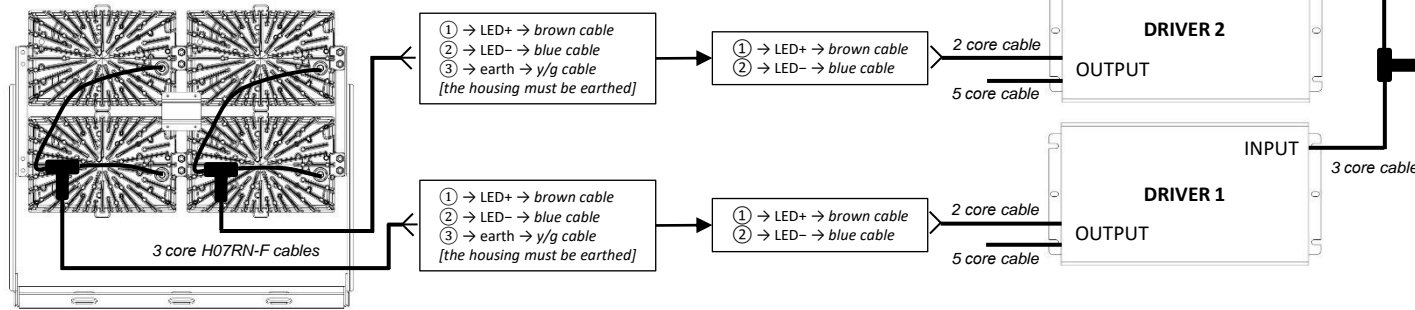 ① → LED+ → brown cable
② → LED− → blue cable
③ → earth → y/g cable
[the housing must be earthed]
① → LED+ → brown cable
② → LED− → blue cable
2 core cable
5 core cable
DRIVER 2
OUTPUT
3 core H07RN-F cables
① → LED+ → brown cable
② → LED− → blue cable
③ → earth → y/g cable
[the housing must be earthed]
① → LED+ → brown cable
② → LED− → blue cable
2 core cable
5 core cable
INPUT
DRIVER 1
OUTPUT
3 core cable